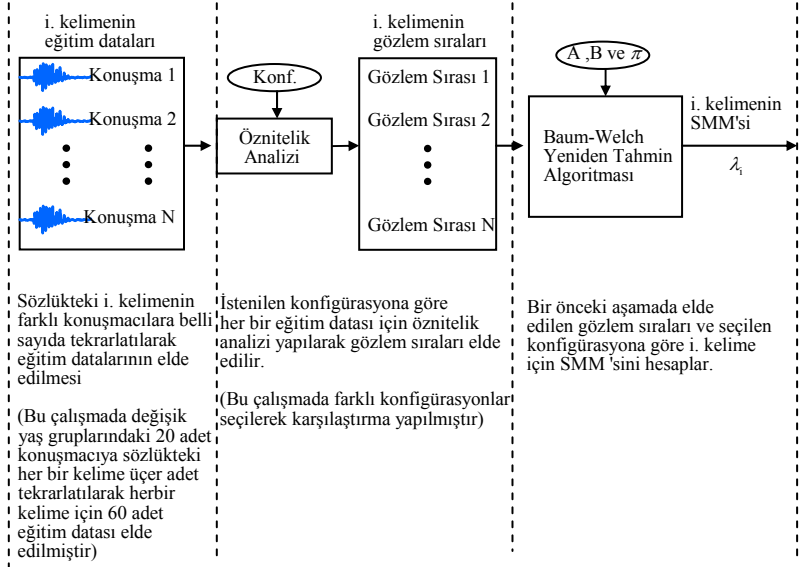 i. kelimenin
eğitim dataları
Konuşma 1
Konuşma 2
Konuşma N
Konf.
Öznitelik
Analizi
i. kelimenin
gözlem sıraları
Gözlem Sırası 1
Gözlem Sırası 2
Gözlem Sırası N
A ,B ve π
Baum-Welch
Yeniden Tahmin
Algoritması
i. kelimenin
SMM'si
λi
Sözlükteki i. kelimenin
farklı konuşmacılara belli
sayıda tekrarlatılarak
eğitim datalarının elde
edilmesi
(Bu çalışmada değişik
yaş gruplarındaki 20 adet
konuşmacıya sözlükteki
her bir kelime üçer adet
tekrarlatılarak herbir
kelime için 60 adet
eğitim datası elde
edilmiştir)
İstenilen konfigürasyona göre
her bir eğitim datası için öznitelik
analizi yapılarak gözlem sıraları elde
edilir.
(Bu çalışmada farklı konfigürasyonlar
seçilerek karşılaştırma yapılmıştır)
Bir önceki aşamada elde
edilen gözlem sıraları ve seçilen
konfigürasyona göre i. kelime
için SMM 'sini hesaplar.